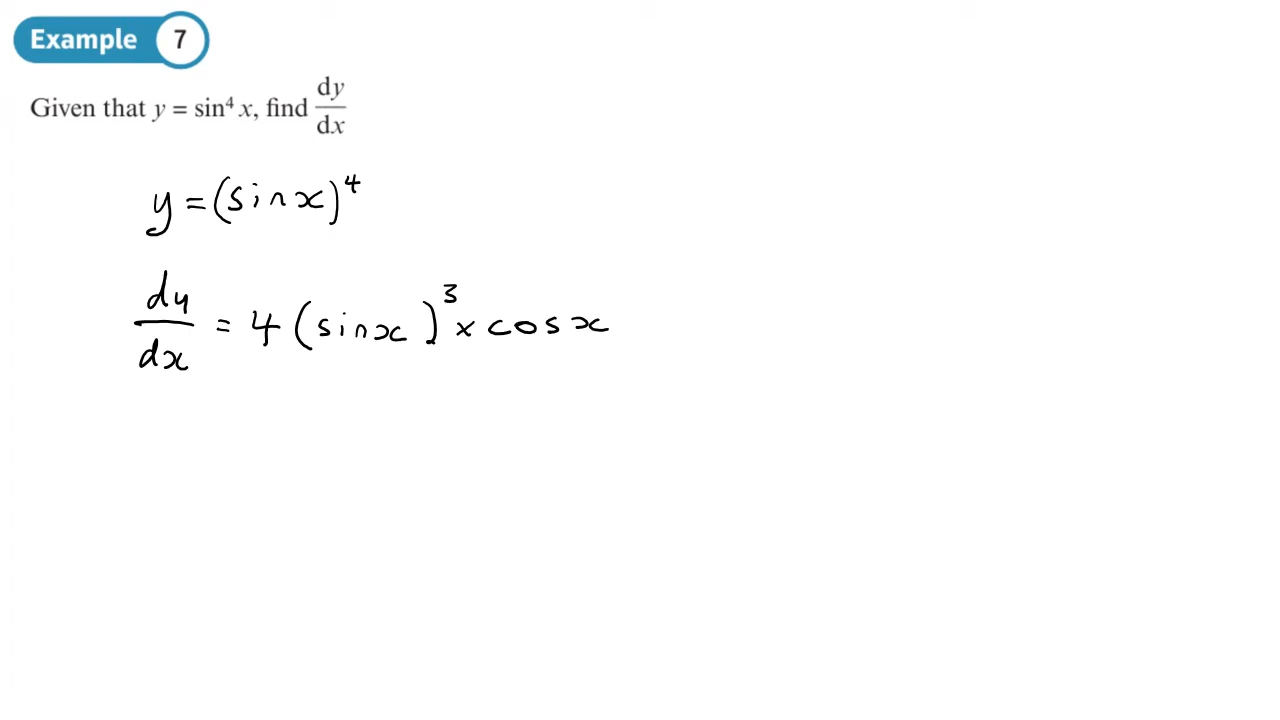 Example 7
Given that y = sin⁴ x, find dy/dx
y = (sin x)⁴
dy/dx = 4 (sin x)³ × cos x